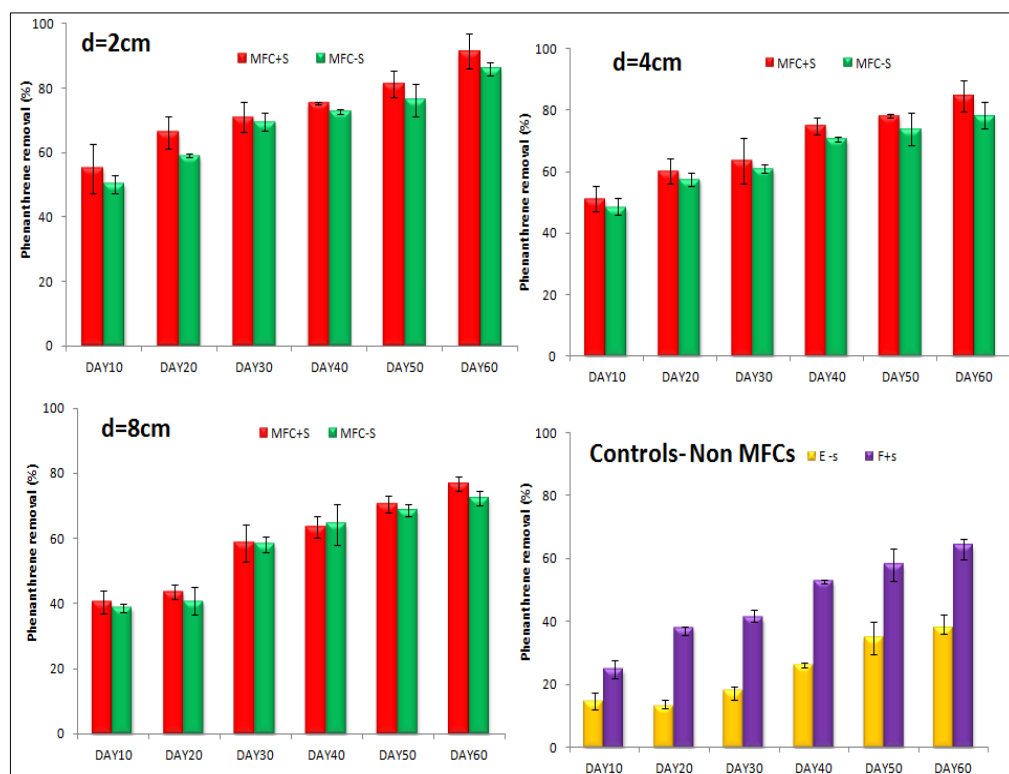 d=2cm
MFC+S MFC-S
Phenanthrene removal (%)
100
80
60
40
20
0
DAY10 DAY20 DAY30 DAY40 DAY50 DAY60
d=4cm
MFC+S MFC-S
Phenanthrene removal (%)
100
80
60
40
20
0
DAY10 DAY20 DAY30 DAY40 DAY50 DAY60
d=8cm
MFC+S MFC-S
Phenanthrene removal (%)
100
80
60
40
20
0
DAY10 DAY20 DAY30 DAY40 DAY50 DAY60
Controls- Non MFCs
E -s F+s
Phenanthrene removal (%)
100
80
60
40
20
0
DAY10 DAY20 DAY30 DAY40 DAY50 DAY60